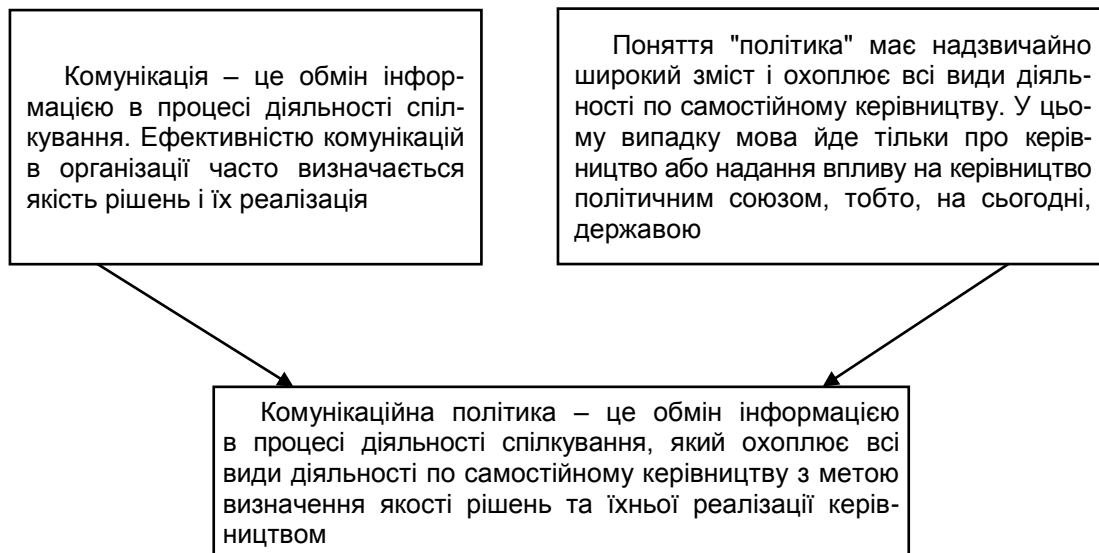 Комунікація – це обмін інфор-
мацією в процесі діяльності спіл-
кування. Ефективністю комунікацій
в організації часто визначається
якість рішень і їх реалізація
Поняття "політика" має надзвичайно
широкий зміст і охоплює всі види діяль-
ності по самостійному керівництву. У цьо-
му випадку мова йде тільки про керів-
ництво або надання впливу на керівництво
політичним союзом, тобто, на сьогодні,
державою
Комунікаційна політика – це обмін інформацією
в процесі діяльності спілкування, який охоплює всі
види діяльності по самостійному керівництву з метою
визначення якості рішень та їхньої реалізації керів-
ництвом